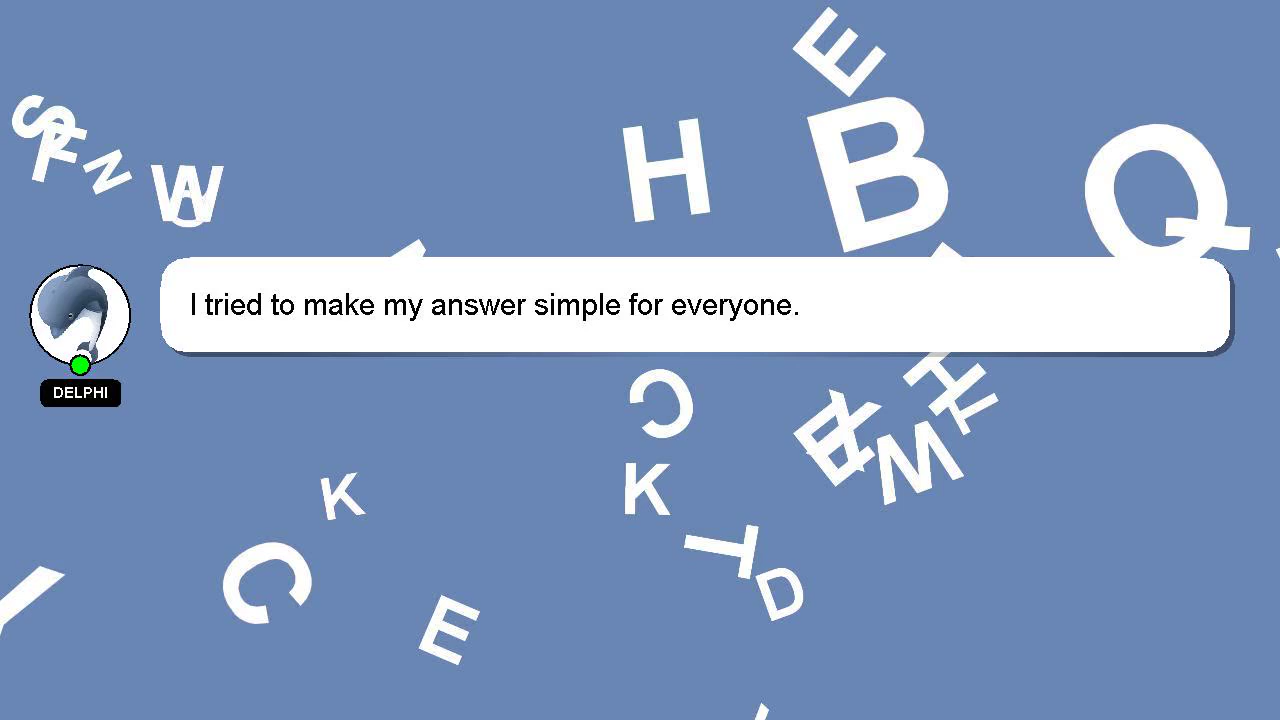 E
H
B
Q
S
F
N
W
I tried to make my answer simple for everyone.
DELPHI
C
H
E
M
K
K
T
D
C
E